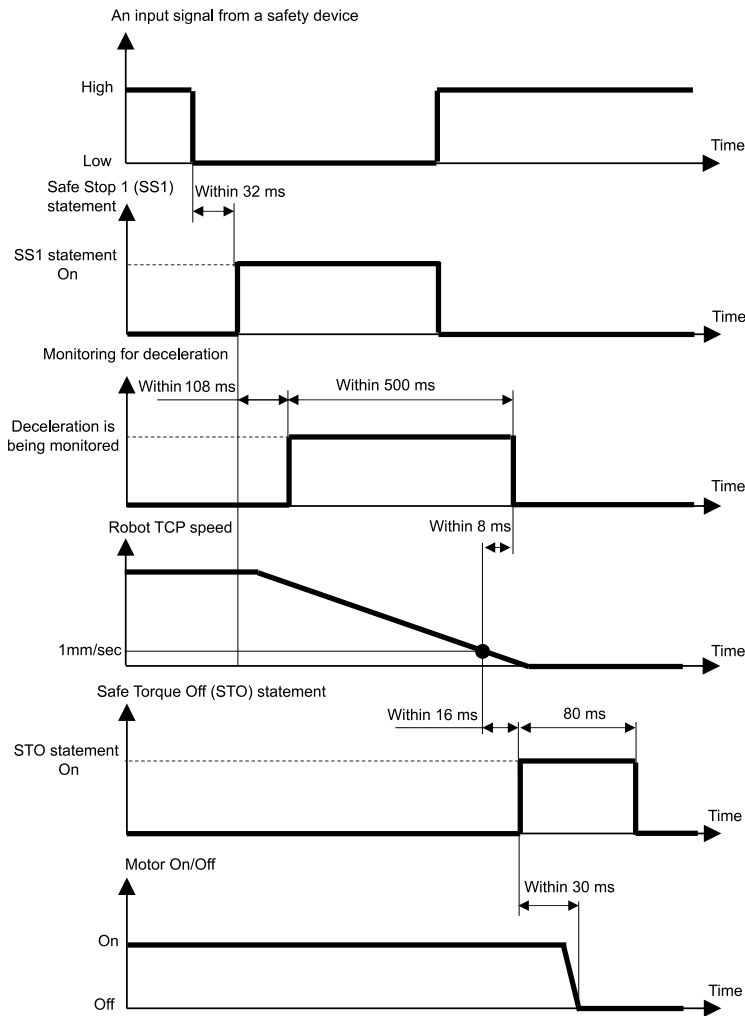 An input signal from a safety device
High
Low
Time
Safe Stop 1 (SS1)
statement
Within 32 ms
SS1 statement
On
Time
Monitoring for deceleration
Within 108 ms
Within 500 ms
Deceleration is
being monitored
Time
Robot TCP speed
Within 8 ms
1mm/sec
Time
Safe Torque Off (STO) statement
Within 16 ms
80 ms
STO statement
On
Time
Motor On/Off
Within 30 ms
On
Off
Time